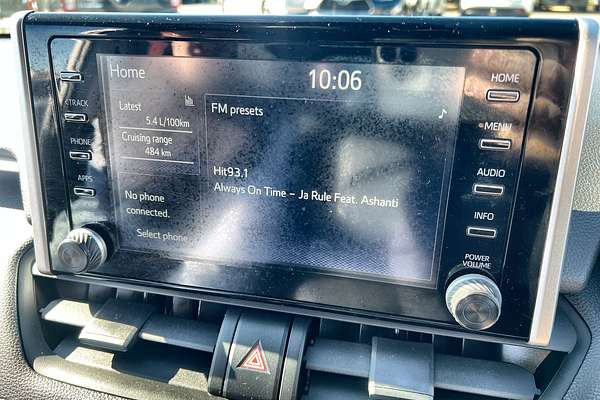 Home
10:06
HOME
Latest
5.4 L/100km
Cruising range
484 km
FM presets
Hit93.1
Always On Time – Ja Rule Feat. Ashanti
No phone
connected.
Select phone
<TRACK
PHONE
APPS
MENU
AUDIO
INFO
POWER
VOLUME